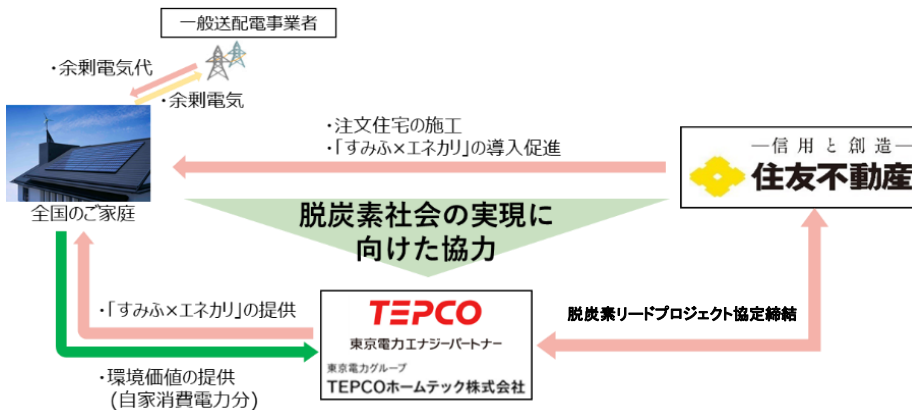 一般送配電事業者
・余剰電気代
・余剰電気
・注文住宅の施工
・「すみふ×エネカリ」の導入促進
―信用と創造―
住友不動産
全国のご家庭
脱炭素社会の実現に
向けた協力
・「すみふ×エネカリ」の提供
TEPCO
東京電力エナジーパートナー
東京電力グループ
TEPCOホームテック株式会社
脱炭素リードプロジェクト協定締結
・環境価値の提供
(自家消費電力分)